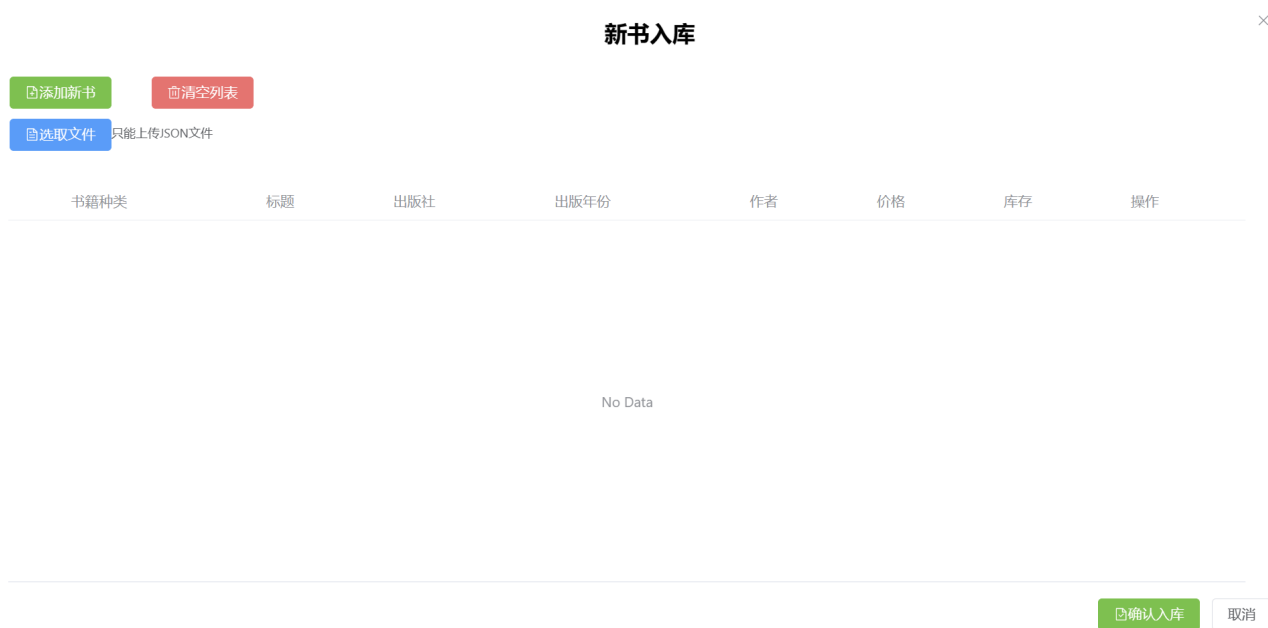 新书入库
添加新书 清空列表
选取文件 只能上传JSON文件
书籍种类 标题 出版社 出版年份 作者 价格 库存 操作
No Data
确认入库 取消